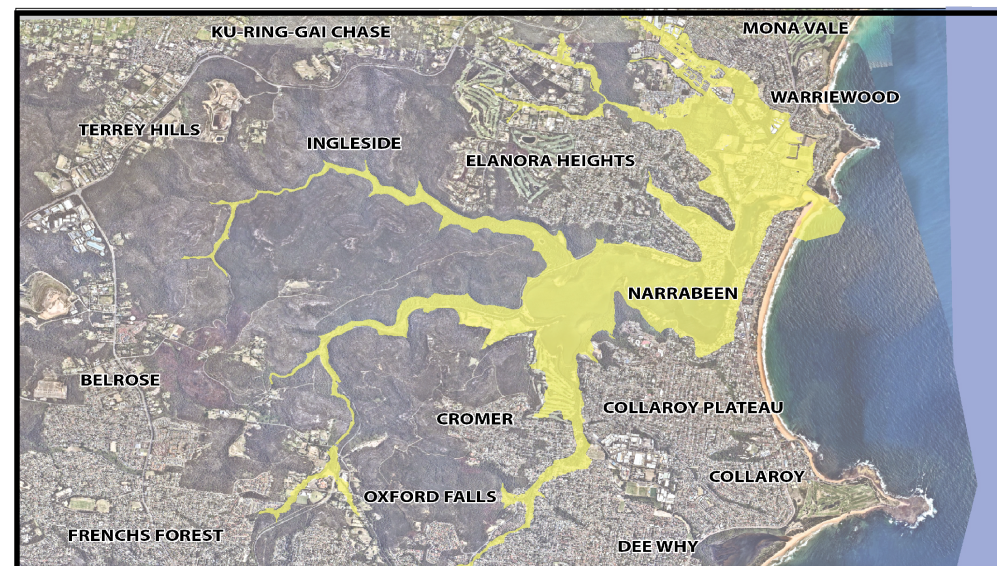 KU-RING-GAI CHASE
MONA VALE
WARRIEWOOD
TERREY HILLS
INGLESIDE
ELANORA HEIGHTS
NARRABEEN
BELROSE
COLLAROY PLATEAU
CROMER
COLLAROY
OXFORD FALLS
FRENCHS FOREST
DEE WHY